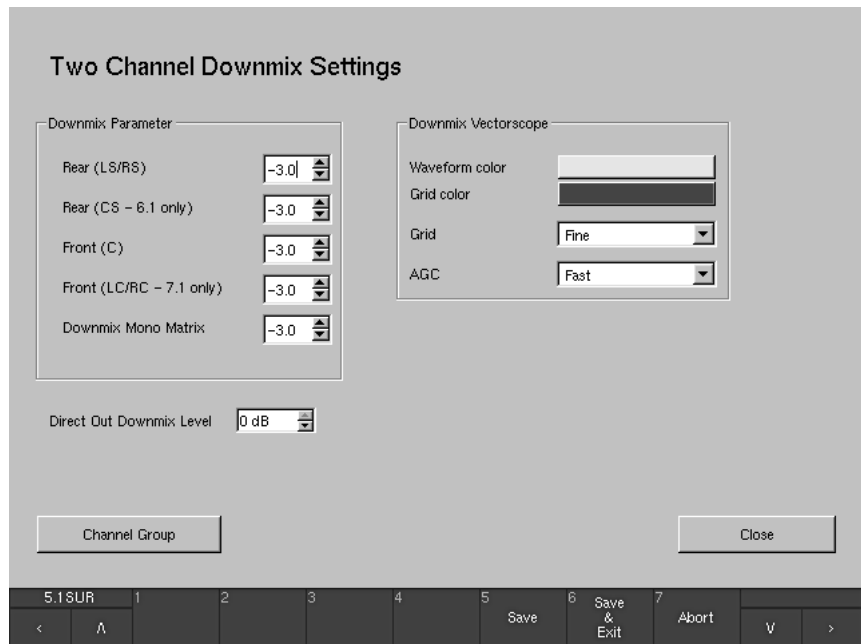 Two Channel Downmix Settings
Downmix Parameter
Rear (LS/RS) -3.0
Rear (CS - 6.1 only) -3.0
Front (C) -3.0
Front (LC/RC - 7.1 only) -3.0
Downmix Mono Matrix -3.0
Direct Out Downmix Level 0 dB
Downmix Vectorscope
Waveform color
Grid color
Grid Fine
AGC Fast
Channel Group
Close
5.1SUR
< Λ
1
2
3
4
5 Save
6 Save & Exit
7 Abort
V >